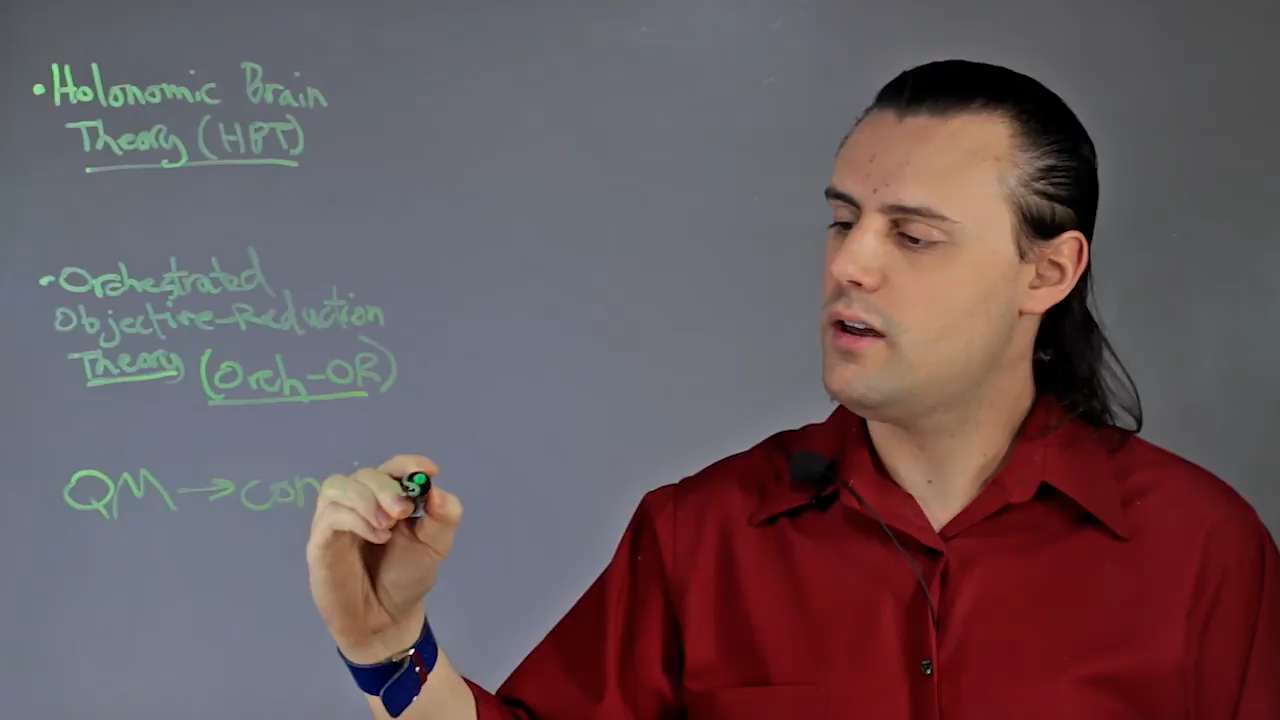 • Holonomic Brain
Theory (HBT)
• Orchestrated
Objective-Reduction
Theory (Orch-OR)
QM → con